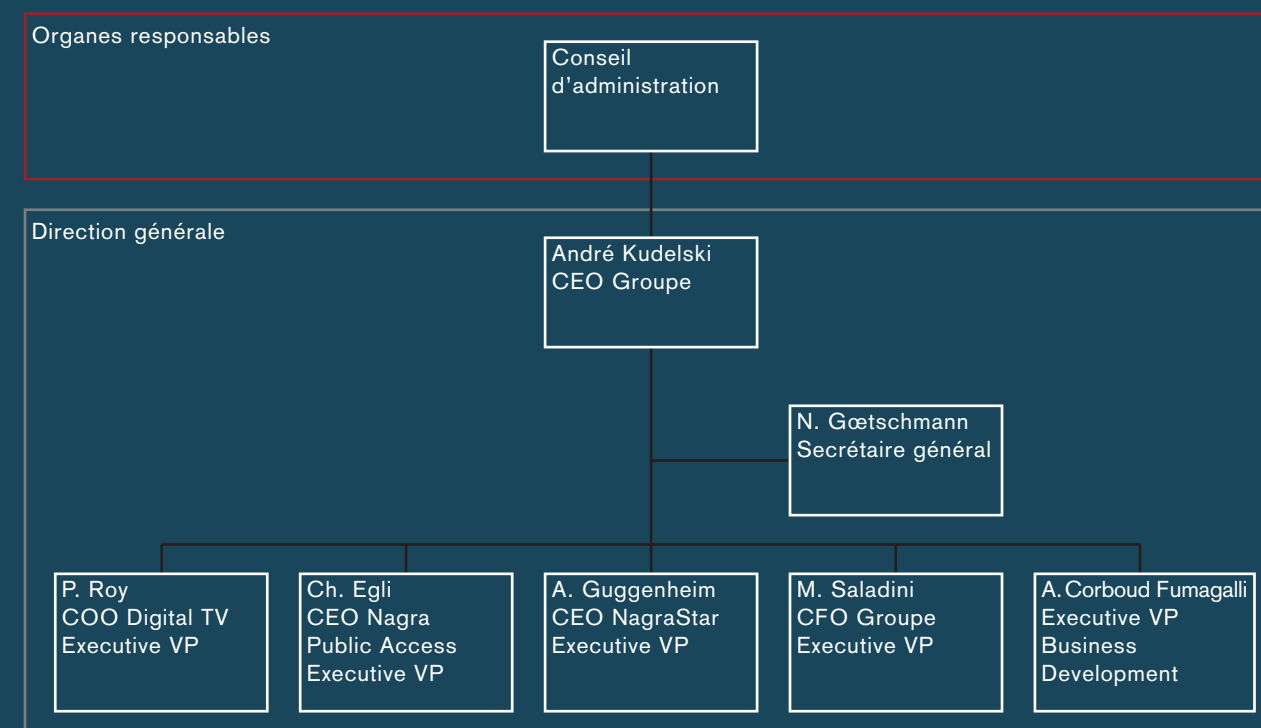 Organes responsables
Conseil
d'administration
Direction générale
André Kudelski
CEO Groupe
N. Gœtschmann
Secrétaire général
P. Roy
COO Digital TV
Executive VP
Ch. Egli
CEO Nagra
Public Access
Executive VP
A. Guggenheim
CEO NagraStar
Executive VP
M. Saladini
CFO Groupe
Executive VP
A. Corboud Fumagalli
Executive VP
Business
Development